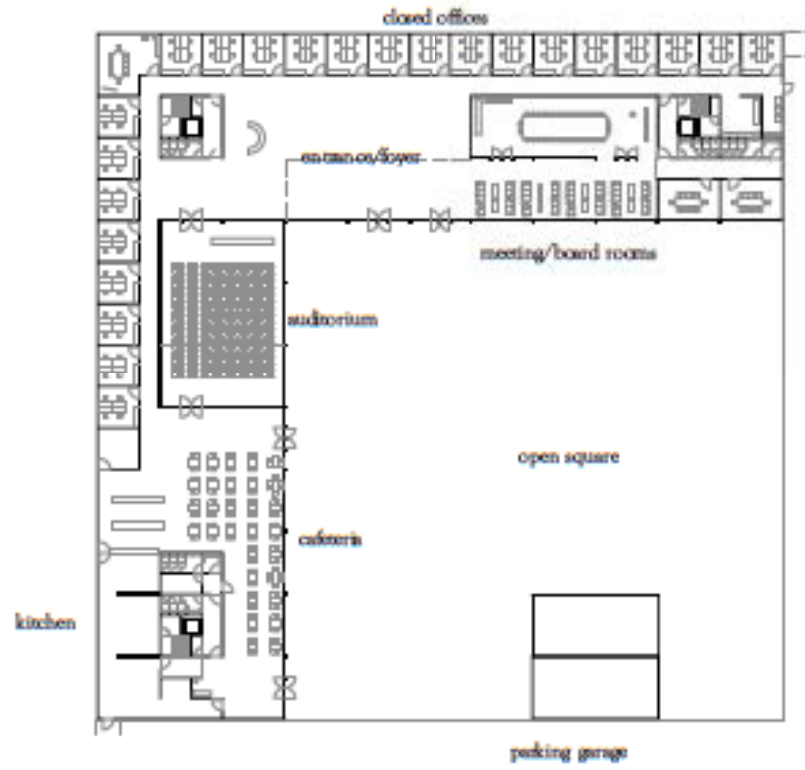 closed offices
entrance/foyer
meeting/board rooms
auditorium
open square
cafeteria
kitchen
parking garage